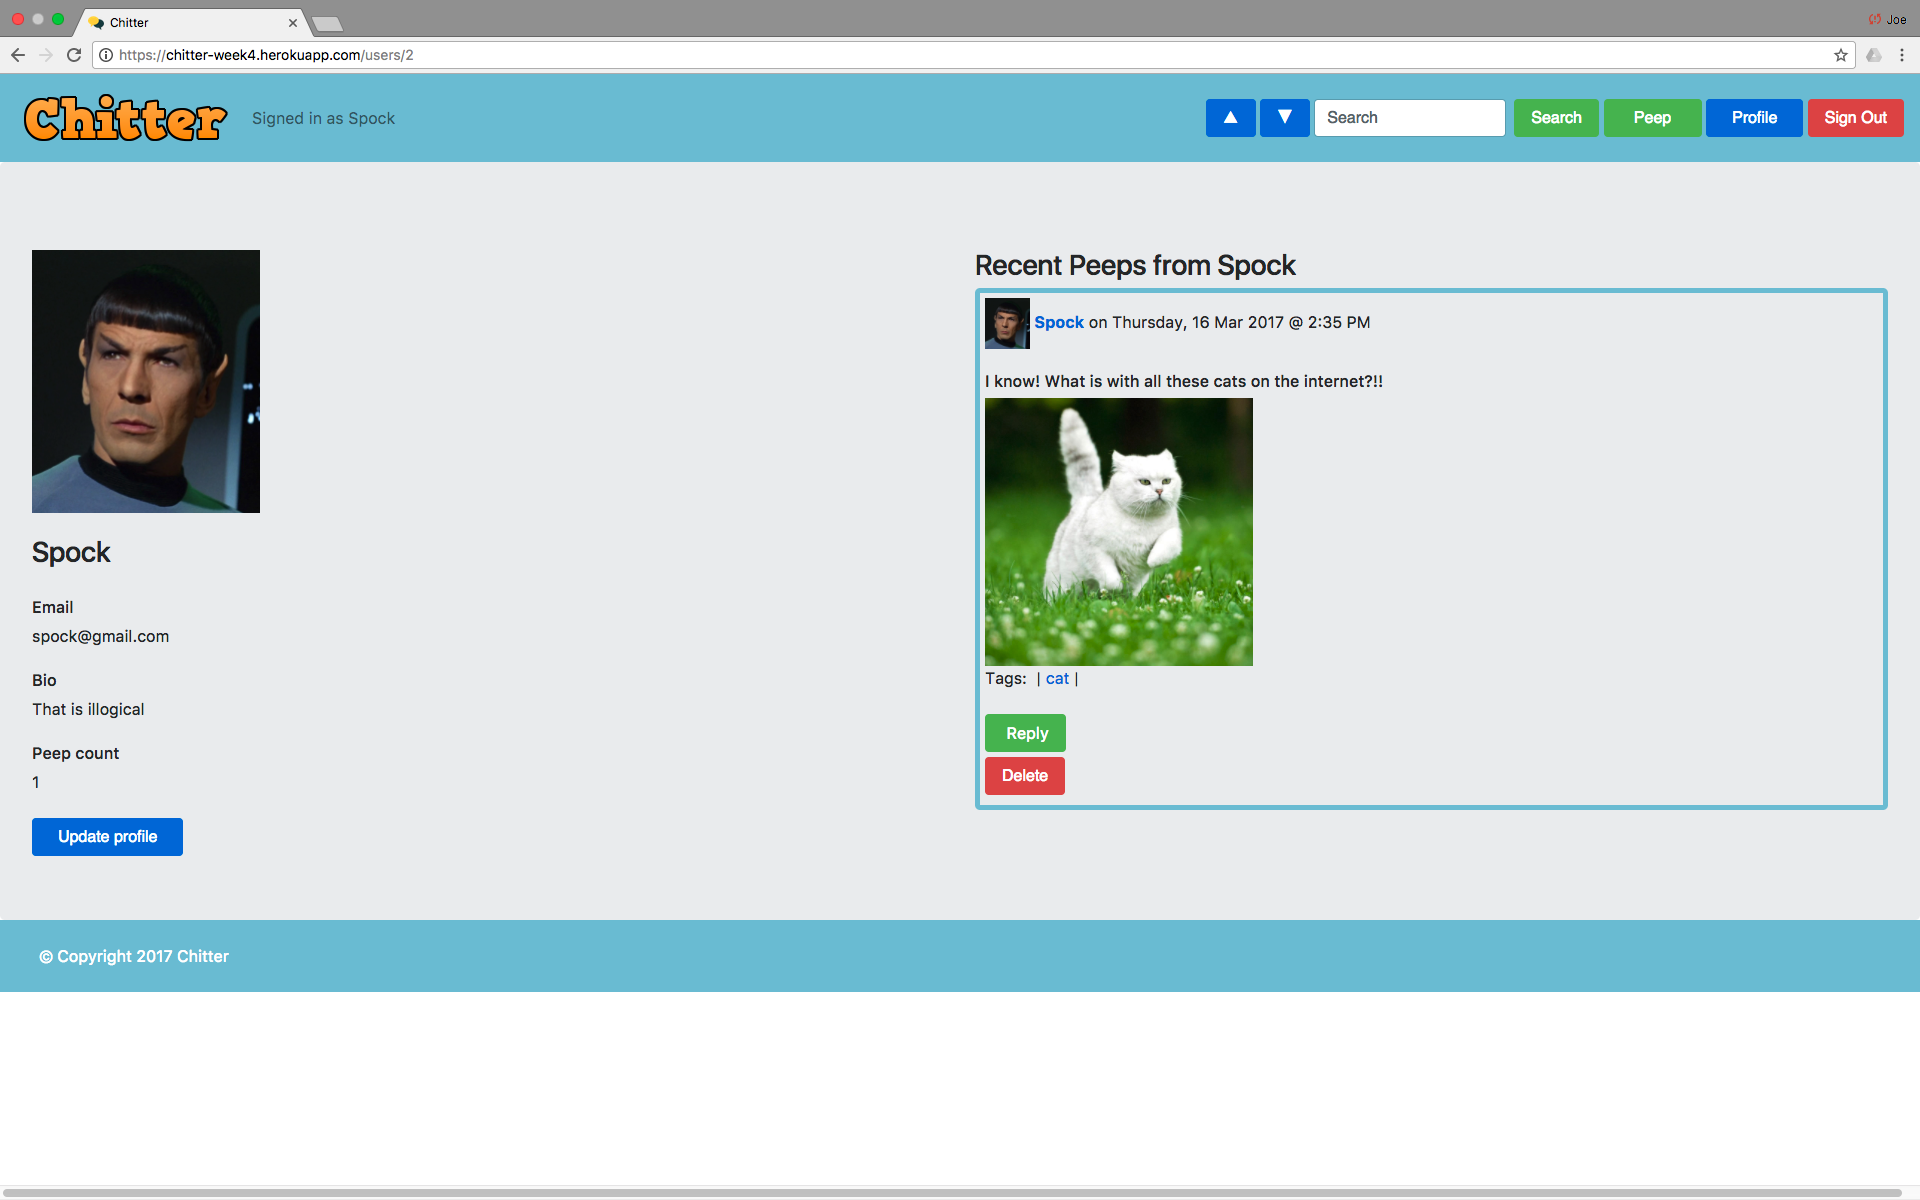 Chitter
Joe
https://chitter-week4.herokuapp.com/users/2
Chitter
Signed in as Spock
▲ ▼ Search Search Peep Profile Sign Out
Recent Peeps from Spock
Spock on Thursday, 16 Mar 2017 @ 2:35 PM
I know! What is with all these cats on the internet?!!
Tags: | cat |
Reply
Delete
Spock
Email
spock@gmail.com
Bio
That is illogical
Peep count
1
Update profile
© Copyright 2017 Chitter